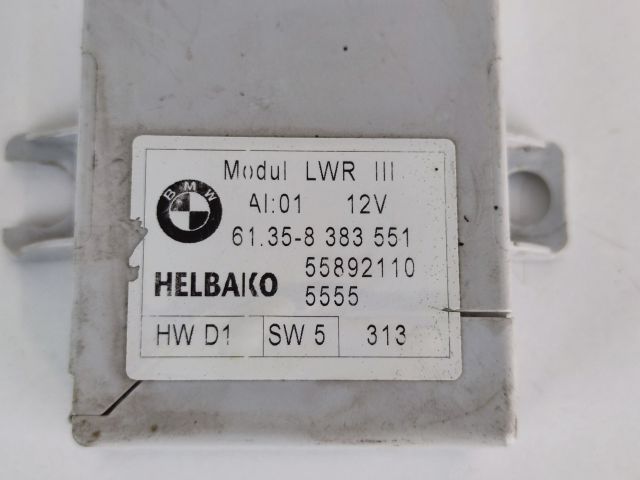 Modul LWR III
BMW
AI:01 12V
61.35-8 383 551
55892110
HELBAKO 5555
HW D1 SW 5 313